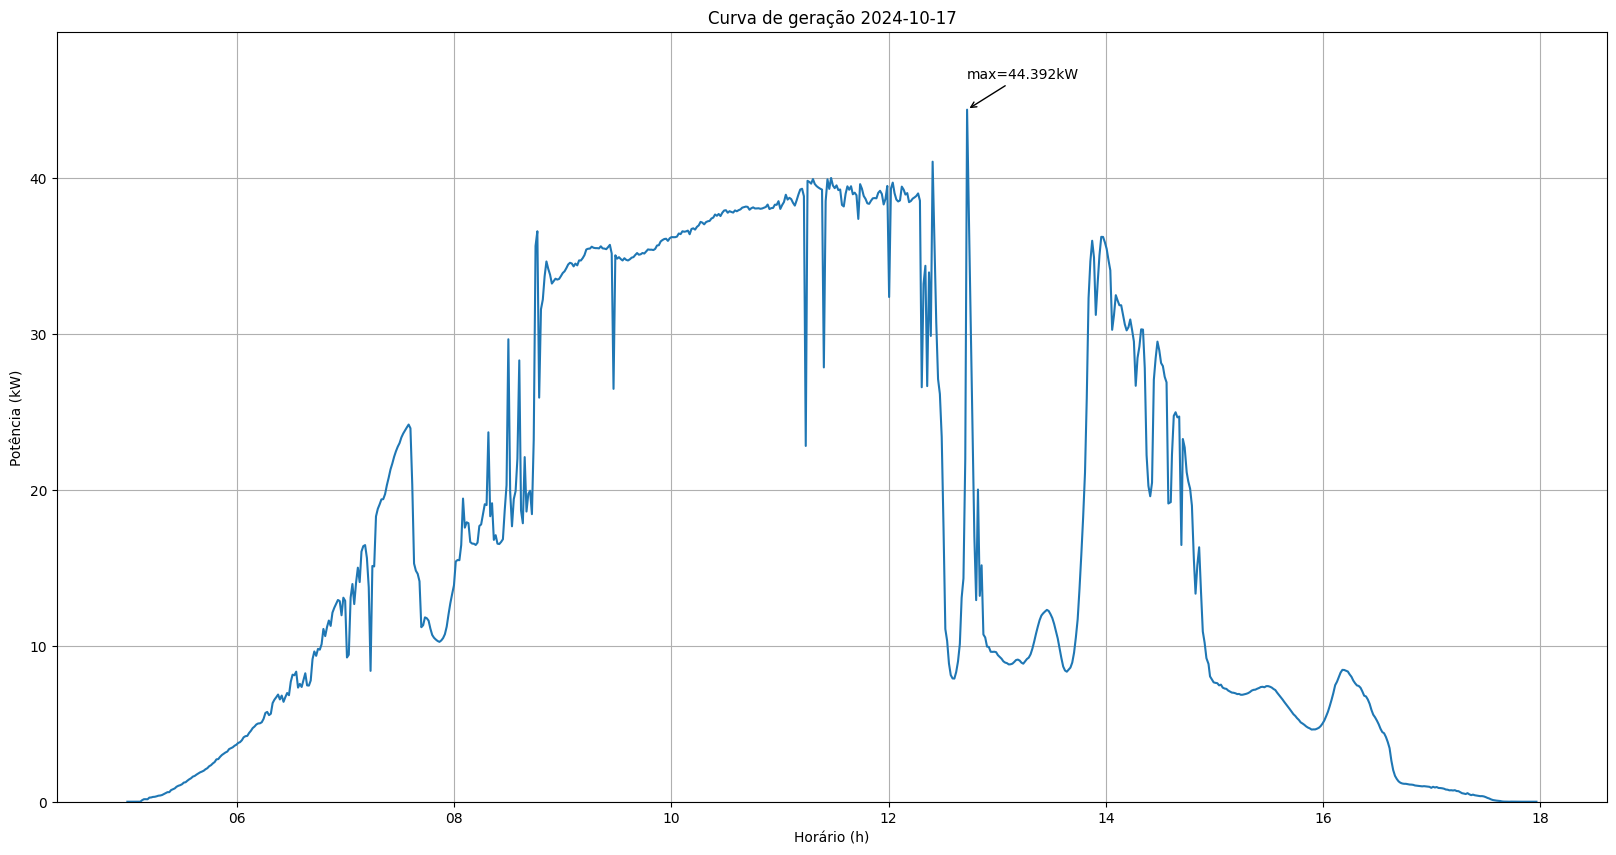 Curva de geração 2024-10-17
max=44.392kW
Potência (kW)
40
30
20
10
0
06 08 10 12 14 16 18
Horário (h)